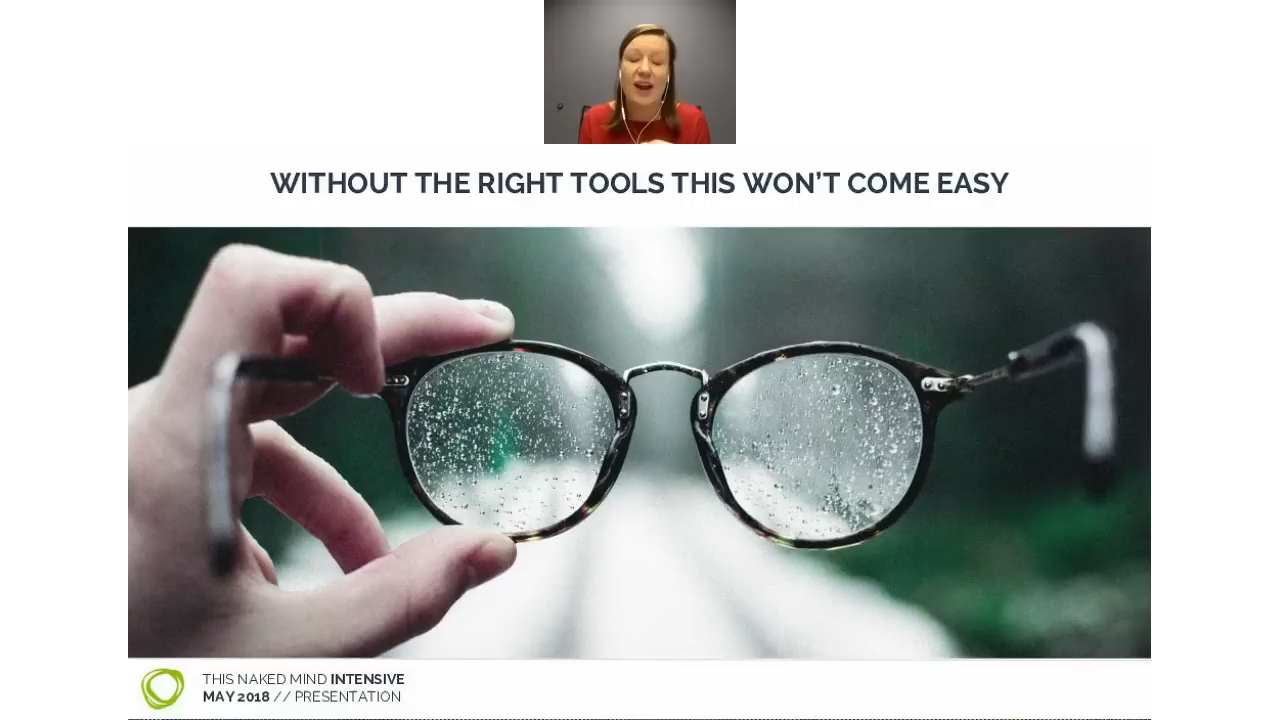 WITHOUT THE RIGHT TOOLS THIS WON'T COME EASY
THIS NAKED MIND INTENSIVE
MAY 2018 // PRESENTATION